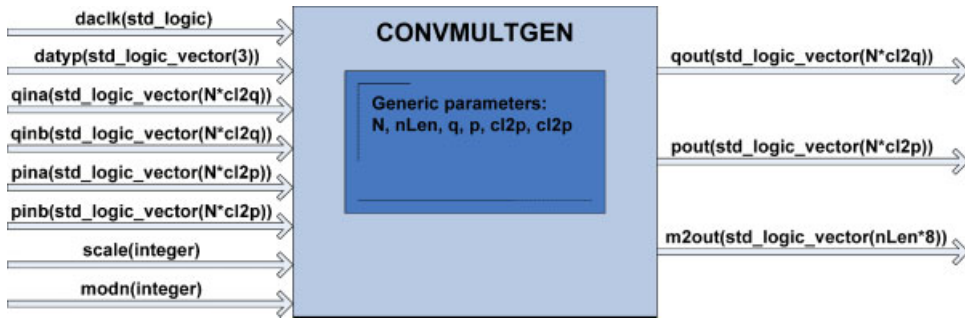 daclk(std_logic)
datyp(std_logic_vector(3))
qina(std_logic_vector(N*cl2q))
qinb(std_logic_vector(N*cl2q))
pina(std_logic_vector(N*cl2p))
pinb(std_logic_vector(N*cl2p))
scale(integer)
modn(integer)
CONVMULTGEN
Generic parameters:
N, nLen, q, p, cl2p, cl2p
qout(std_logic_vector(N*cl2q))
pout(std_logic_vector(N*cl2p))
m2out(std_logic_vector(nLen*8))